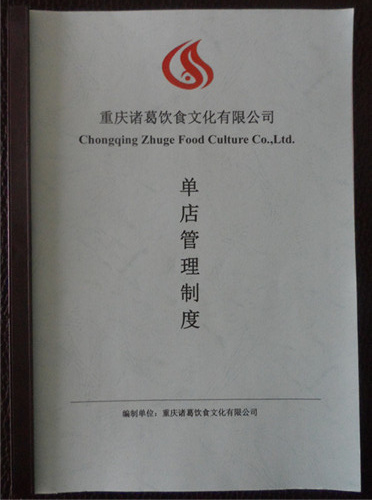 重庆诸葛饮食文化有限公司
Chongqing Zhuge Food Culture Co.,Ltd.
单店管理制度
编制单位：重庆诸葛饮食文化有限公司